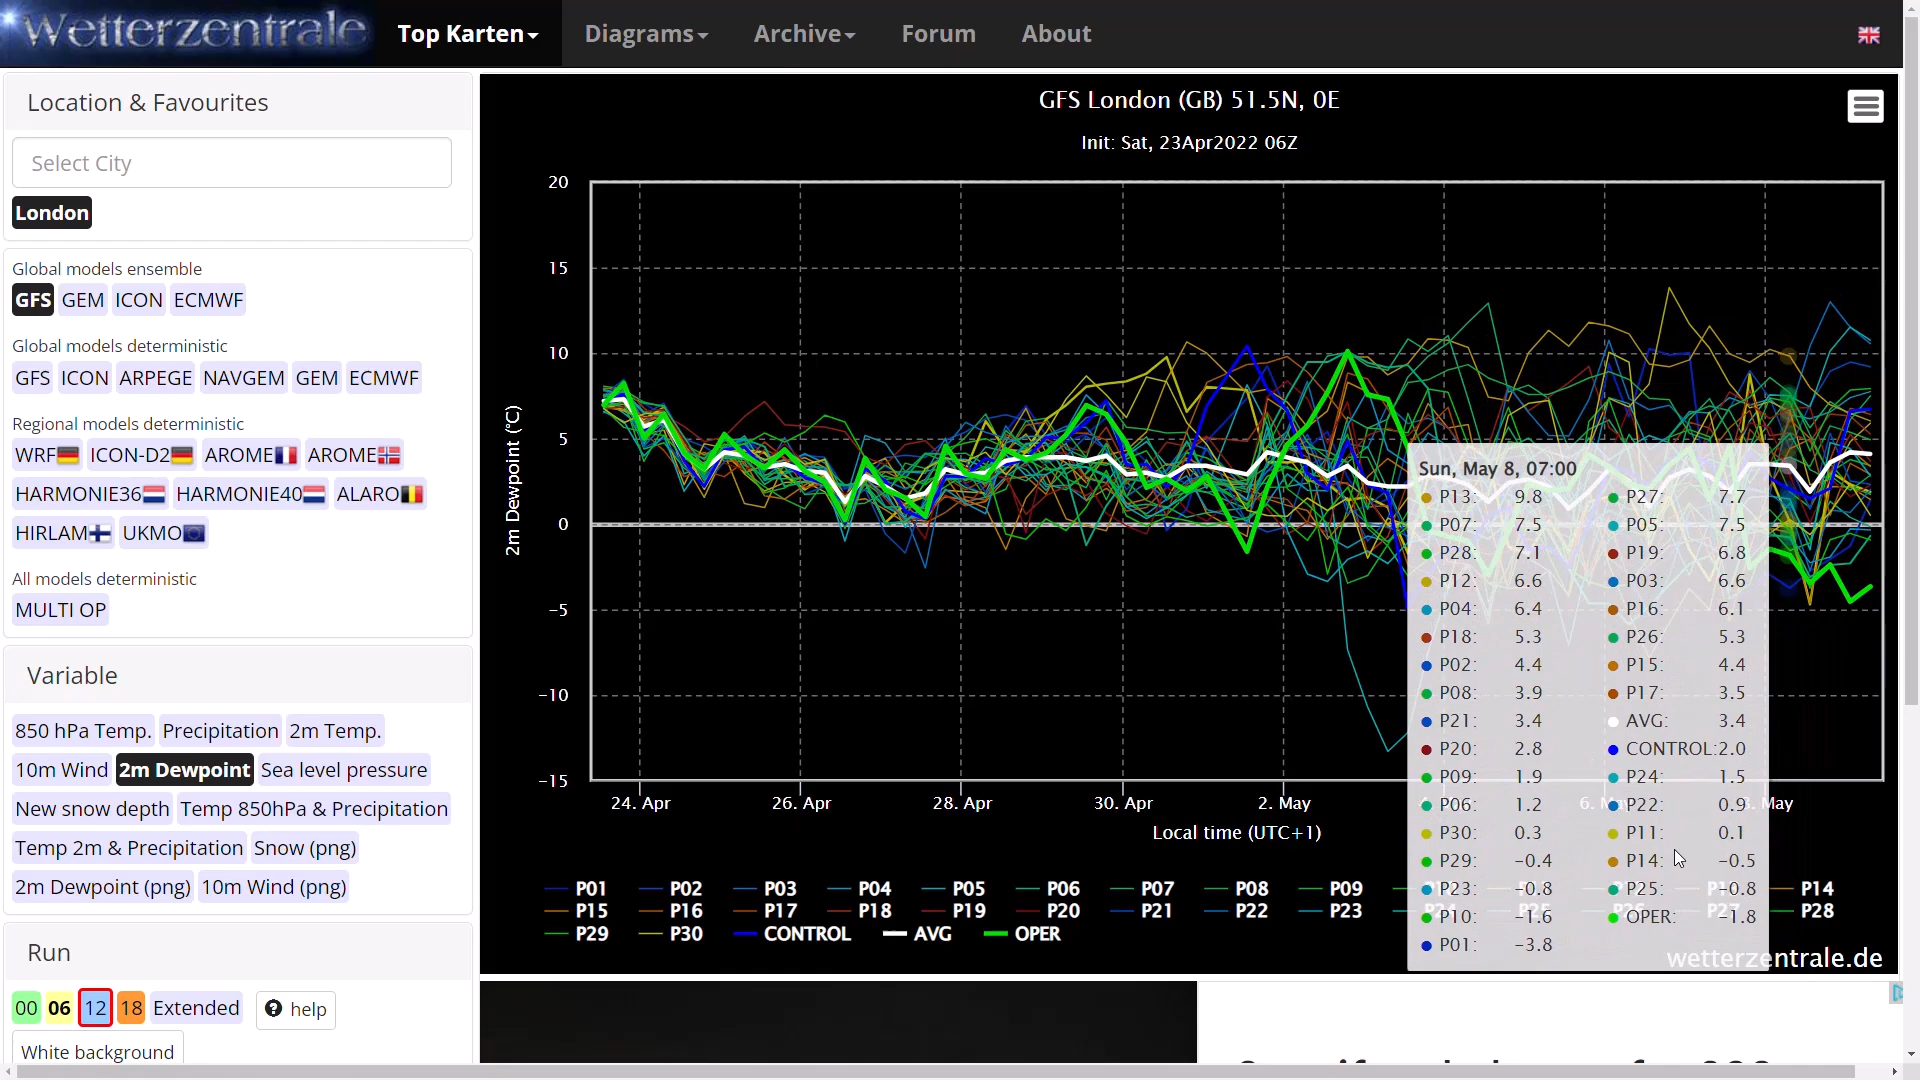 Wetterzentrale
Top Karten Diagrams Archive Forum About
Location & Favourites
Select City
London
Global models ensemble
GFS GEM ICON ECMWF
Global models deterministic
GFS ICON ARPEGE NAVGEM GEM ECMWF
Regional models deterministic
WRF ICON-D2 AROME AROME
HARMONIE36 HARMONIE40 ALARO
HIRLAM UKMO
All models deterministic
MULTI OP
Variable
850 hPa Temp. Precipitation 2m Temp.
10m Wind 2m Dewpoint Sea level pressure
New snow depth Temp 850hPa & Precipitation
Temp 2m & Precipitation Snow (png)
2m Dewpoint (png) 10m Wind (png)
Run
00 06 12 18 Extended help
White background
GFS London (GB) 51.5N, 0E
Init: Sat, 23Apr2022 06Z
2m Dewpoint (°C)
20
15
10
5
0
-5
-10
-15
24. Apr 26. Apr 28. Apr 30. Apr 2. May 6. May
Local time (UTC+1)
Sun, May 8, 07:00
P13: 9.8 P27: 7.7
P07: 7.5 P05: 7.5
P28: 7.1 P19: 6.8
P12: 6.6 P03: 6.6
P04: 6.4 P16: 6.1
P18: 5.3 P26: 5.3
P02: 4.4 P15: 4.4
P08: 3.9 P17: 3.5
P21: 3.4 AVG: 3.4
P20: 2.8 CONTROL: 2.0
P09: 1.9 P24: 1.5
P06: 1.2 P22: 0.9
P30: 0.3 P11: 0.1
P29: -0.4 P14: -0.5
P23: -0.8 P25: -0.8
P10: -1.6 OPER: -1.8
P01: -3.8
P01 P02 P03 P04 P05 P06 P07 P08 P09 P14
P15 P16 P17 P18 P19 P20 P21 P22 P23 P24 P25 P26 P27 P28
P29 P30 CONTROL AVG OPER
wetterzentrale.de